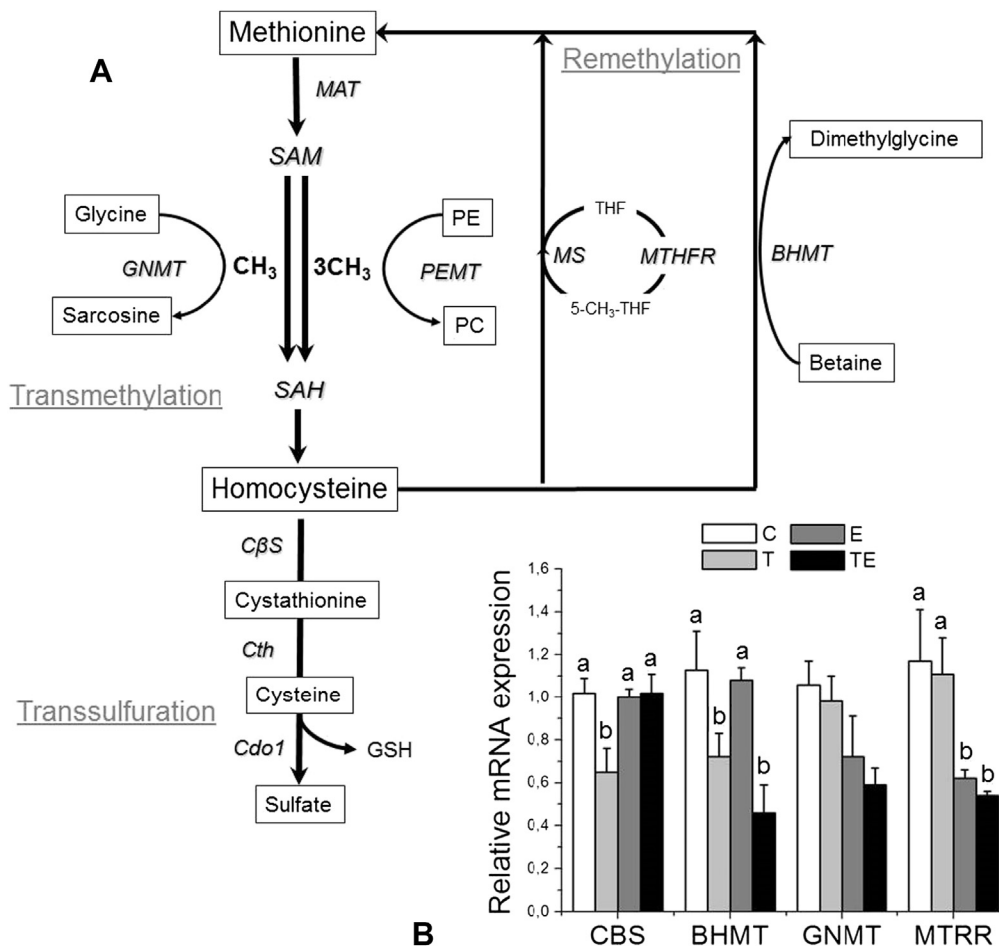 A
Methionine
Remethylation
MAT
Dimethylglycine
SAM
Glycine
PE
THF
GNMT
CH₃
3CH₃
PEMT
MS
MTHFR
BHMT
Sarcosine
PC
5-CH₃-THF
Betaine
Transmethylation
SAH
Homocysteine
CβS
Cystathionine
Cth
Cysteine
Transsulfuration
Cdo1
GSH
Sulfate
C
E
T
TE
Relative mRNA expression
1,6
1,4
1,2
1,0
0,8
0,6
0,4
0,2
0,0
a
b
a
a
a
b
a
b
a
a
b
b
CBS
BHMT
GNMT
MTRR
B